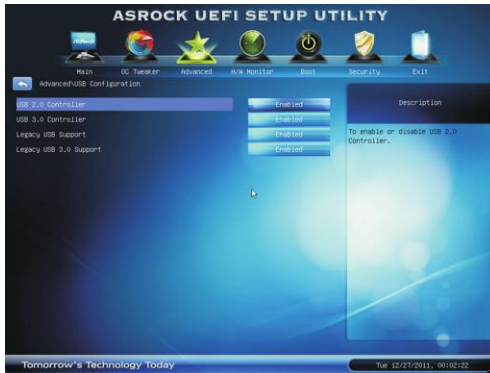 ASROCK UEFI SETUP UTILITY
Main
OC Tweaker
Advanced
H/W Monitor
Boot
Security
Exit
Advanced\USB Configuration
USB 2.0 Controller
Enabled
USB 3.0 Controller
Enabled
Legacy USB Support
Enabled
Legacy USB 3.0 Support
Enabled
Description
To enable or disable USB 2.0
Controller.
Tomorrow's Technology Today
Tue 12/27/2011, 00:02:22